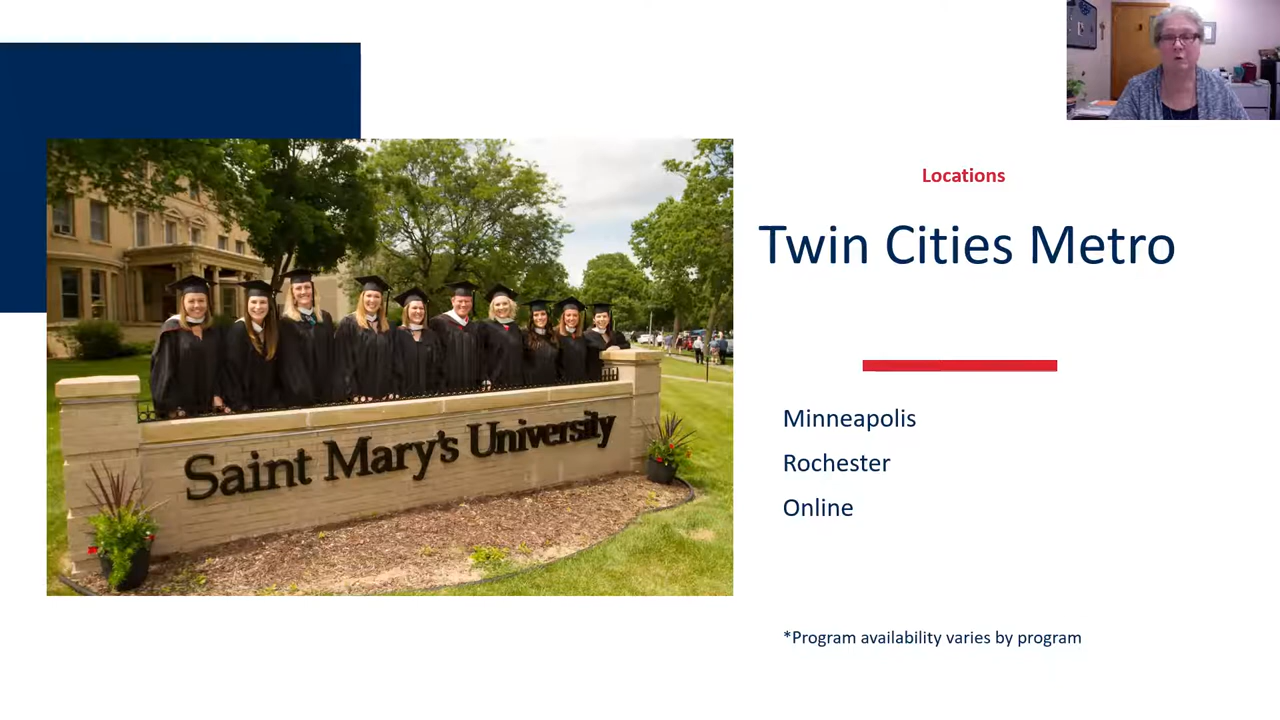 Locations
Twin Cities Metro
Saint Mary's University
Minneapolis
Rochester
Online
*Program availability varies by program